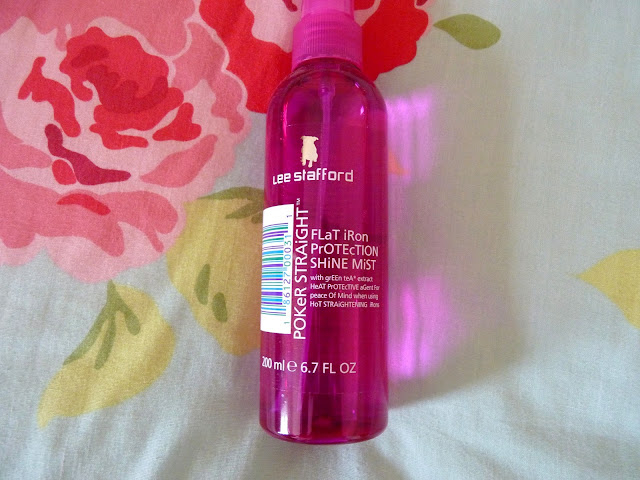 Lee Stafford
POKeR STRAiGHT™
FLaT iRon
PrOTEcTION
SHiNE MiST
with grEEn teA* extract
HeAT PrOTEcTIVE aGent For
peace Of Mind when using
HoT STRAiGHTENING iRons
200 ml e 6.7 FL OZ